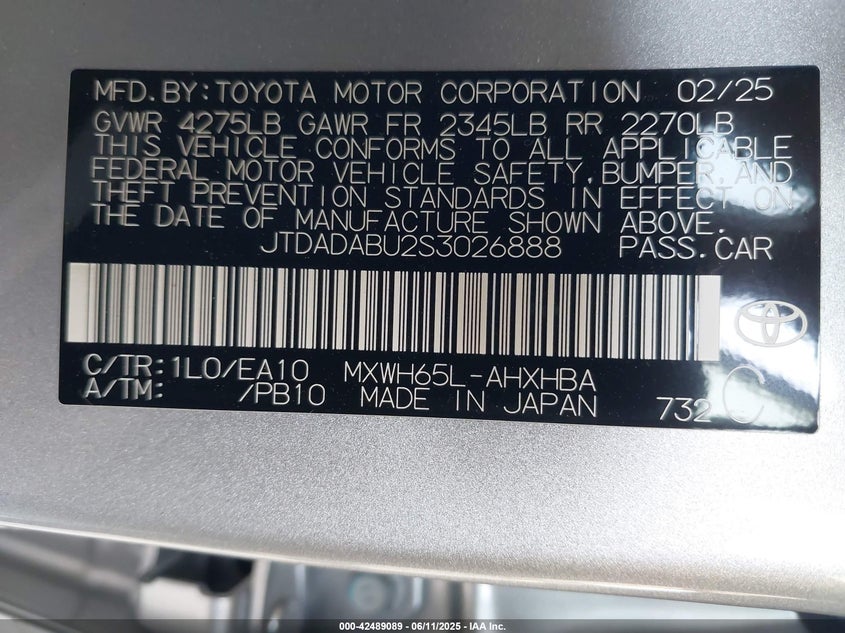 MFD. BY: TOYOTA MOTOR CORPORATION 02/25
GVWR 4275LB GAWR FR 2345LB RR 2270LB
THIS VEHICLE CONFORMS TO ALL APPLICABLE
FEDERAL MOTOR VEHICLE SAFETY, BUMPER, AND
THEFT PREVENTION STANDARDS IN EFFECT ON
THE DATE OF MANUFACTURE SHOWN ABOVE.
JTDADABU2S3026888 PASS. CAR
C/TR: 1L0/EA10 MXWH65L-AHXHBA
A/TM: /PB10 MADE IN JAPAN 732 C
000-42489089 - 06/11/2025 - IAA Inc.